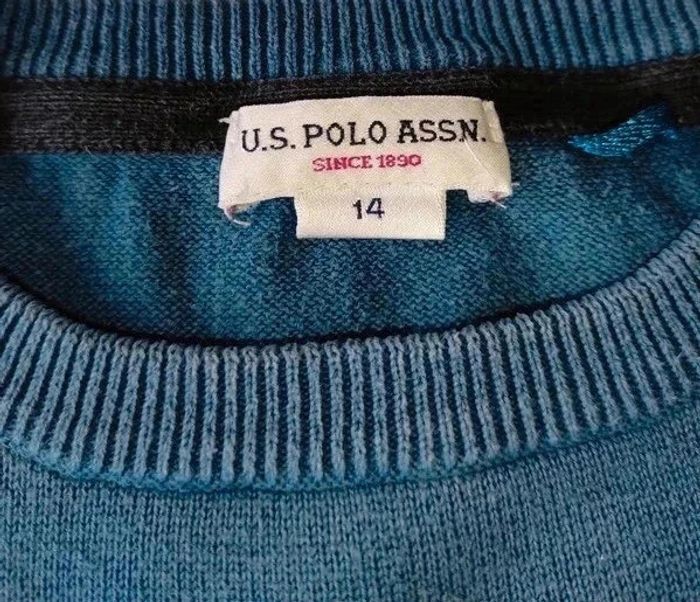 U.S. POLO ASSN.
SINCE 1890
14